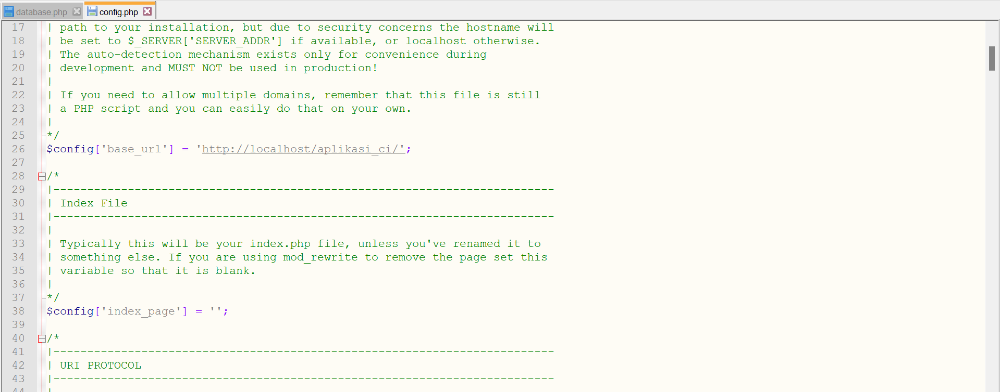 database.php config.php
17 | path to your installation, but due to security concerns the hostname will
18 | be set to $_SERVER['SERVER_ADDR'] if available, or localhost otherwise.
19 | The auto-detection mechanism exists only for convenience during
20 | development and MUST NOT be used in production!
21 |
22 | If you need to allow multiple domains, remember that this file is still
23 | a PHP script and you can easily do that on your own.
24 |
25 */
26 $config['base_url'] = 'http://localhost/aplikasi_ci/';
27
28 /*
29 |--------------------------------------------------------------------------
30 | Index File
31 |--------------------------------------------------------------------------
32 |
33 | Typically this will be your index.php file, unless you've renamed it to
34 | something else. If you are using mod_rewrite to remove the page set this
35 | variable so that it is blank.
36 |
37 */
38 $config['index_page'] = '';
39
40 /*
41 |--------------------------------------------------------------------------
42 | URI PROTOCOL
43 |--------------------------------------------------------------------------
44 |